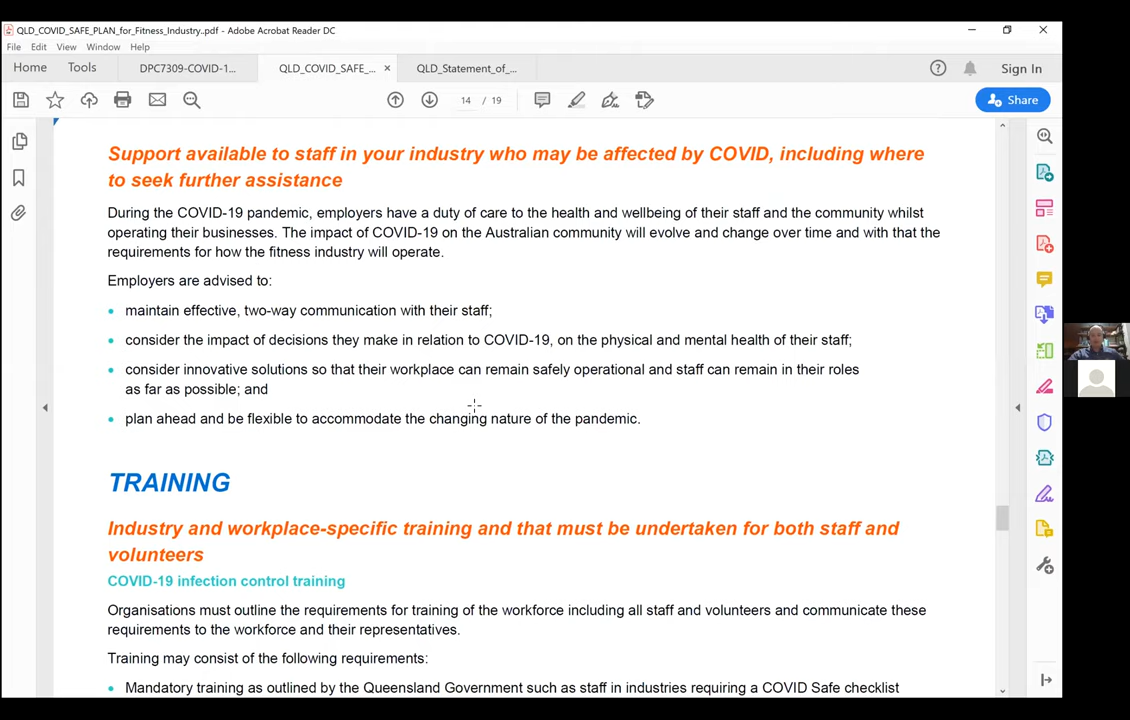 QLD_COVID_SAFE_PLAN_for_Fitness_Industry..pdf - Adobe Acrobat Reader DC
File Edit View Window Help
Home Tools DPC7309-COVID-1... QLD_COVID_SAFE_... × QLD_Statement_of_... Sign In
14 / 19 Share
Support available to staff in your industry who may be affected by COVID, including where
to seek further assistance
During the COVID-19 pandemic, employers have a duty of care to the health and wellbeing of their staff and the community whilst
operating their businesses. The impact of COVID-19 on the Australian community will evolve and change over time and with that the
requirements for how the fitness industry will operate.
Employers are advised to:
• maintain effective, two-way communication with their staff;
• consider the impact of decisions they make in relation to COVID-19, on the physical and mental health of their staff;
• consider innovative solutions so that their workplace can remain safely operational and staff can remain in their roles
as far as possible; and
• plan ahead and be flexible to accommodate the changing nature of the pandemic.
TRAINING
Industry and workplace-specific training and that must be undertaken for both staff and
volunteers
COVID-19 infection control training
Organisations must outline the requirements for training of the workforce including all staff and volunteers and communicate these
requirements to the workforce and their representatives.
Training may consist of the following requirements:
• Mandatory training as outlined by the Queensland Government such as staff in industries requiring a COVID Safe checklist